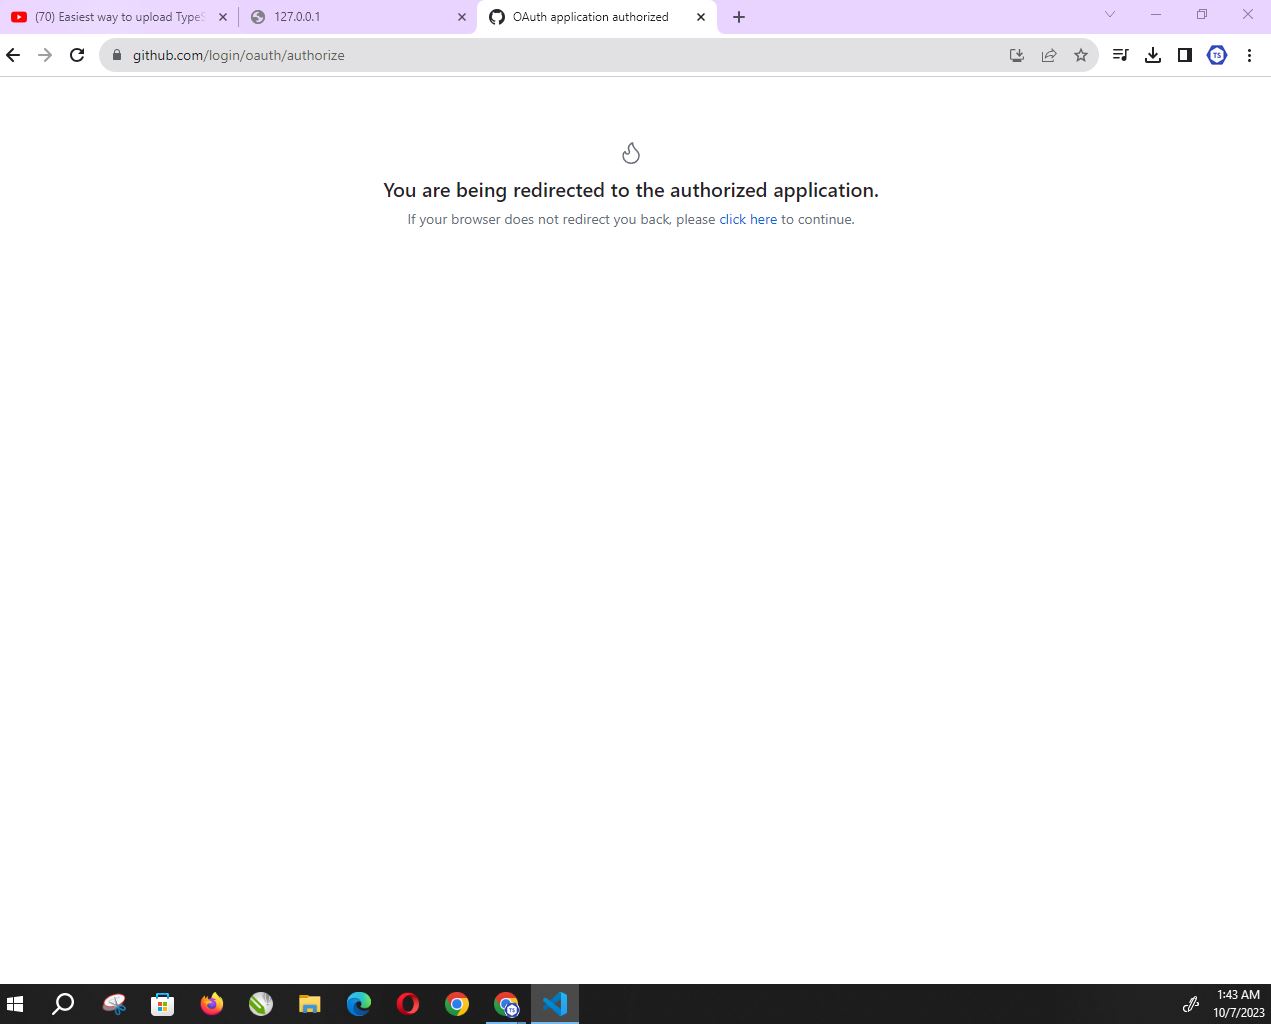 (70) Easiest way to upload TypeS
127.0.0.1
OAuth application authorized
github.com/login/oauth/authorize
TS
You are being redirected to the authorized application.
If your browser does not redirect you back, please click here to continue.
TS
1:43 AM
10/7/2023